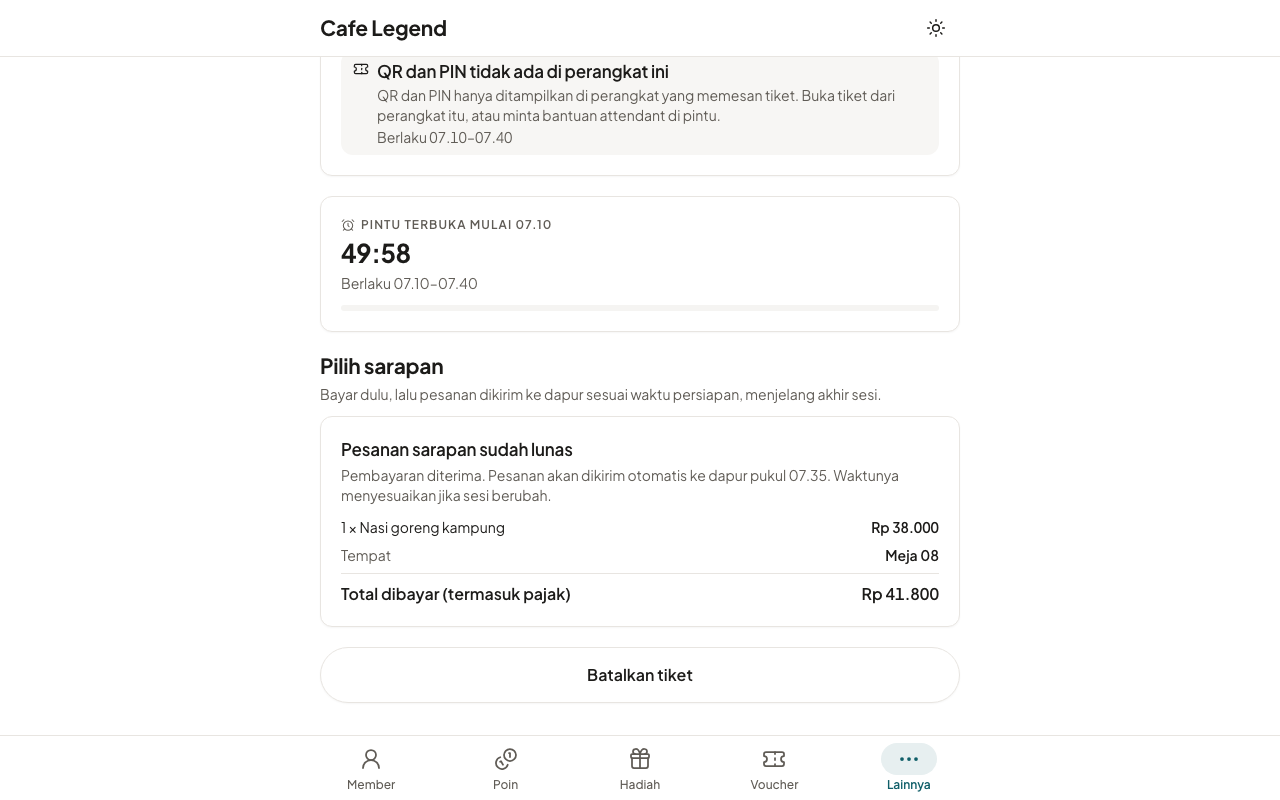 Cafe Legend
QR dan PIN tidak ada di perangkat ini
QR dan PIN hanya ditampilkan di perangkat yang memesan tiket. Buka tiket dari
perangkat itu, atau minta bantuan attendant di pintu.
Berlaku 07.10–07.40
PINTU TERBUKA MULAI 07.10
49:58
Berlaku 07.10–07.40
Pilih sarapan
Bayar dulu, lalu pesanan dikirim ke dapur sesuai waktu persiapan, menjelang akhir sesi.
Pesanan sarapan sudah lunas
Pembayaran diterima. Pesanan akan dikirim otomatis ke dapur pukul 07.35. Waktunya
menyesuaikan jika sesi berubah.
1 × Nasi goreng kampung Rp 38.000
Tempat Meja 08
Total dibayar (termasuk pajak) Rp 41.800
Batalkan tiket
Member Poin Hadiah Voucher Lainnya